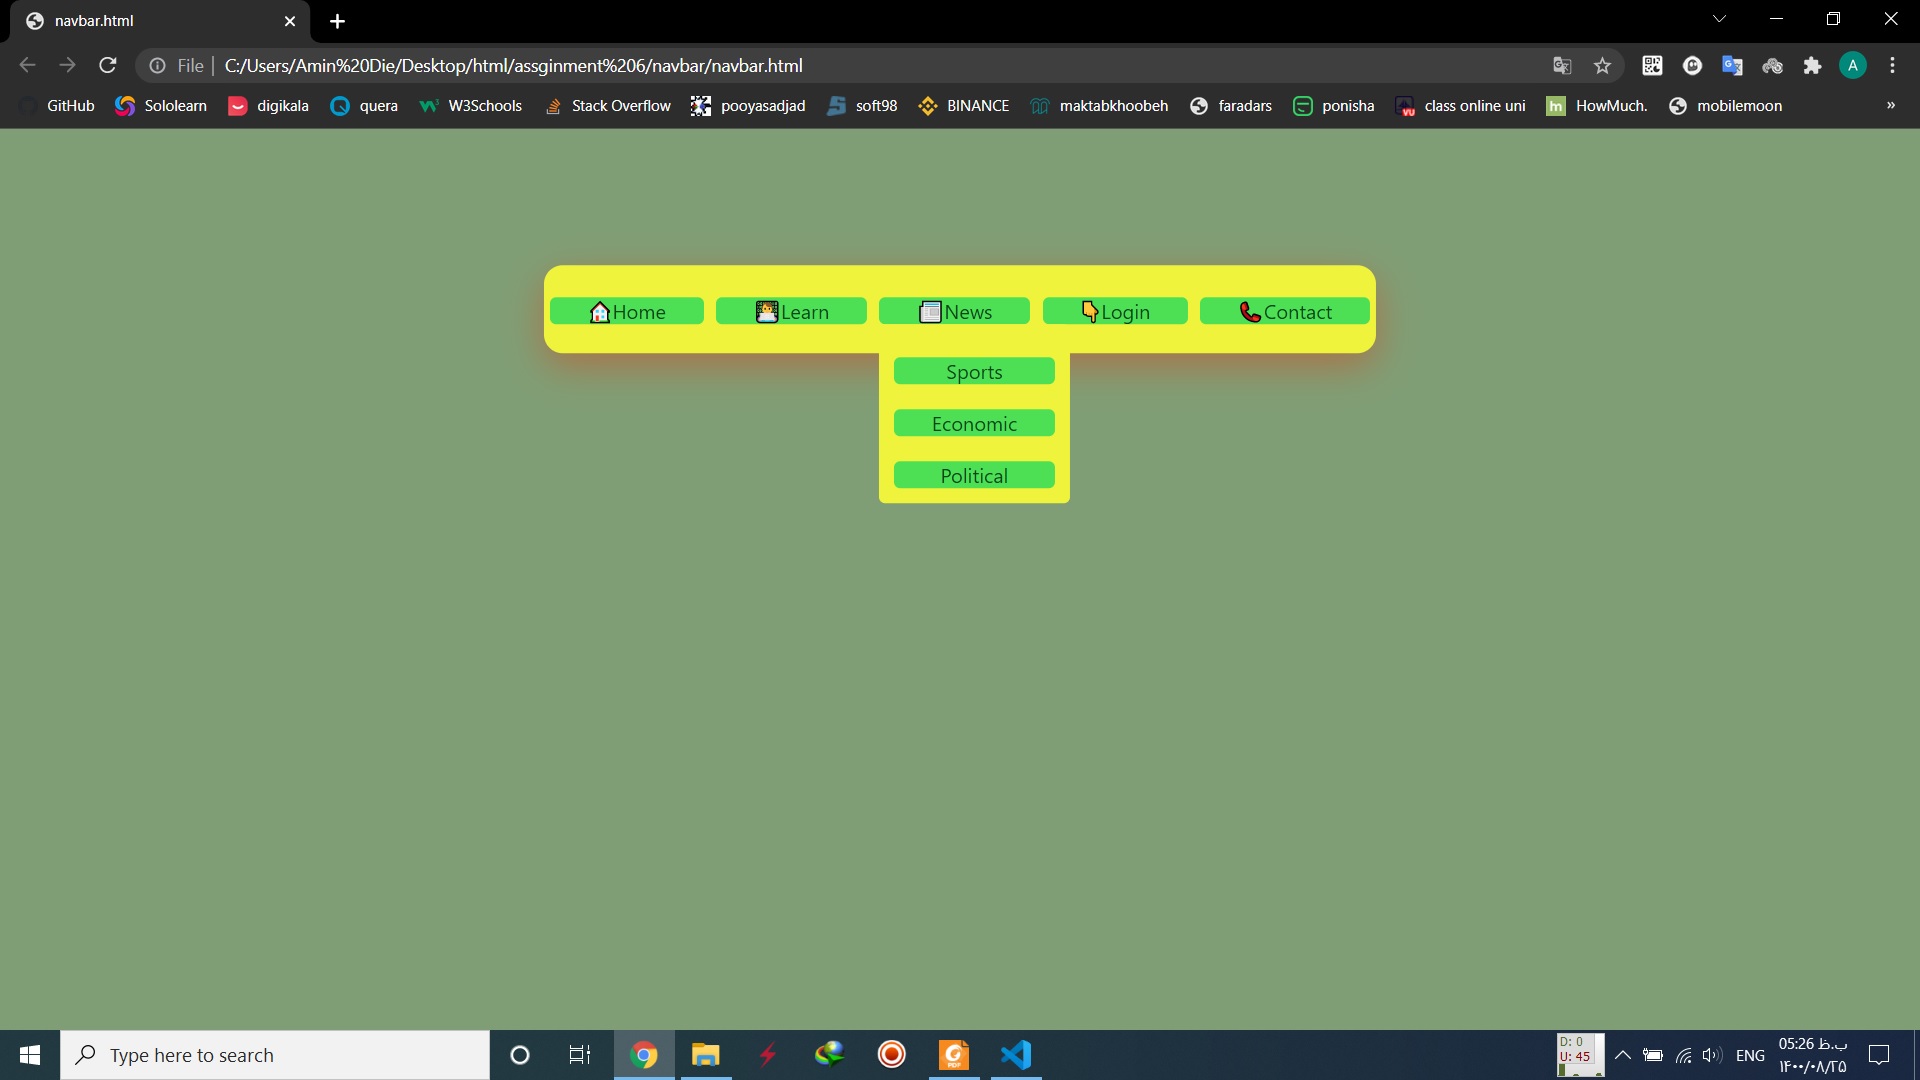 navbar.html
File C:/Users/Amin%20Die/Desktop/html/assginment%206/navbar/navbar.html
A
GitHub Sololearn digikala quera W3Schools Stack Overflow pooyasadjad soft98 BINANCE maktabkhoobeh faradars ponisha class online uni HowMuch. mobilemoon »
Home Learn News Login Contact
Sports
Economic
Political
Type here to search
D: 0
U: 45
ENG
05:26 ب.ظ
۱۴۰۰/۰۸/۲۵